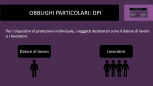 OBBLIGHI PARTICOLARI: DPI
Per i dispositivi di protezione individuale, i soggetti destinatari sono il datore di lavoro
e i lavoratori.
Datore di lavoro
Lavoratori